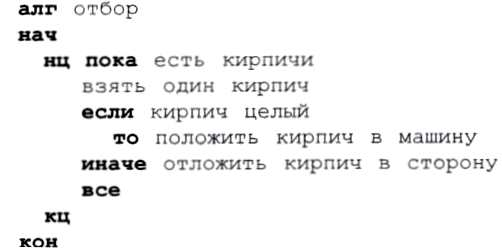 алг отбор
нач
нц пока есть кирпичи
взять один кирпич
если кирпич целый
то положить кирпич в машину
иначе отложить кирпич в сторону
все
кц
кон